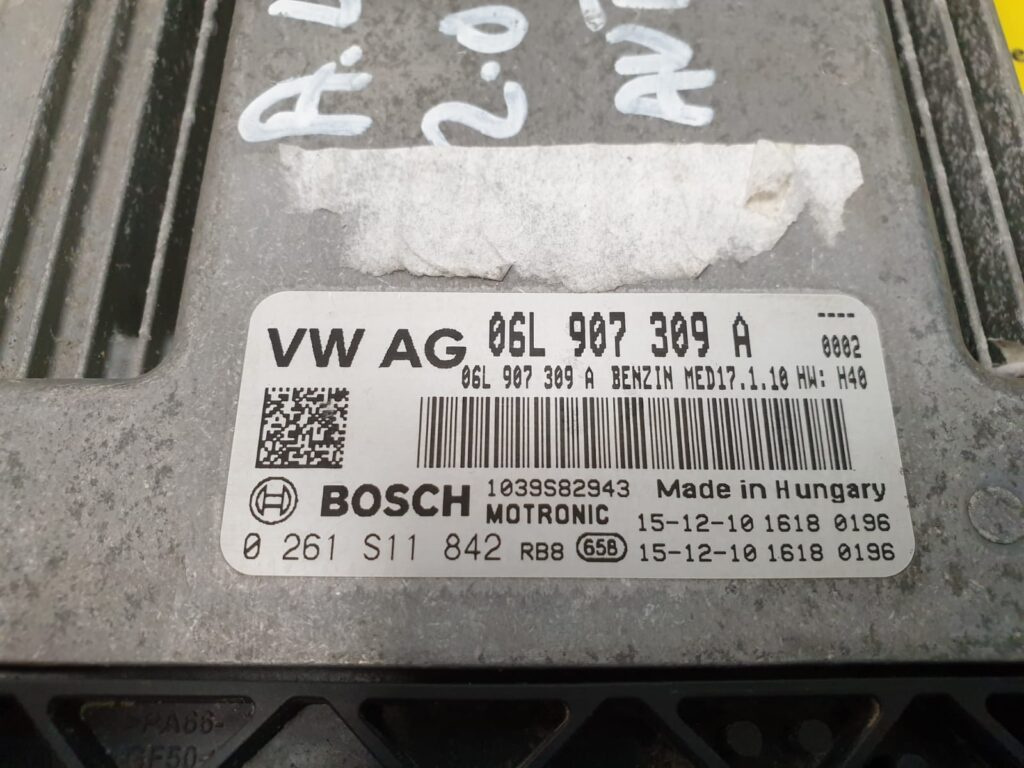 2.0
VW AG 06L 907 309 A ----
0002
06L 907 309 A BENZIN MED17.1.10 HW: H40
BOSCH 1039S82943 Made in Hungary
MOTRONIC 15-12-10 1618 0196
0 261 S11 842 RB8 658 15-12-10 1618 0196
>PA66-
GF50